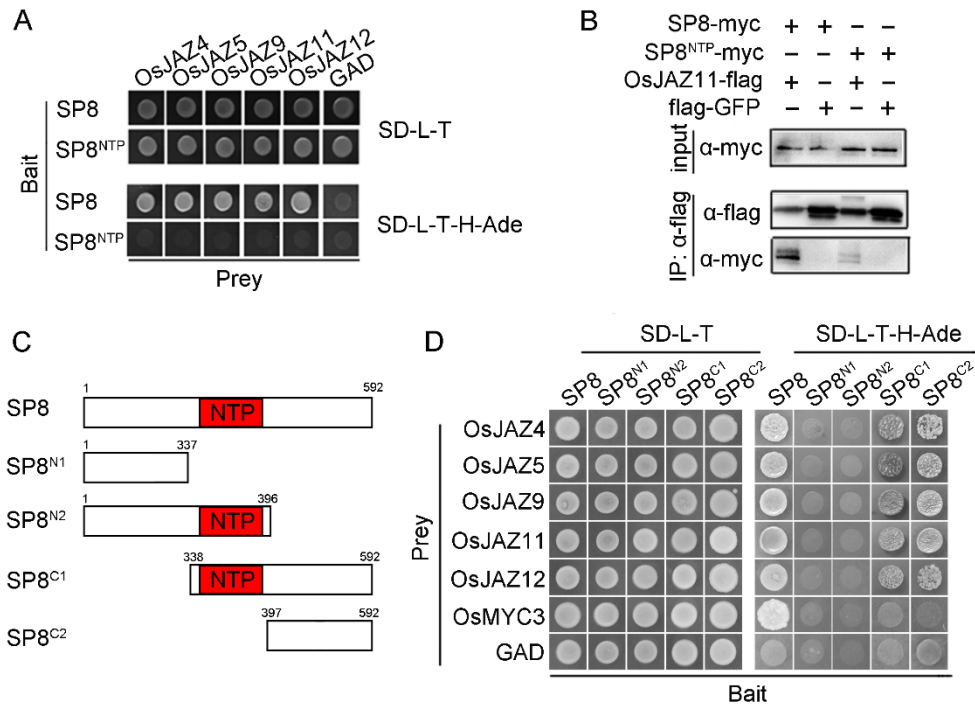 A
OsJAZ4 OsJAZ5 OsJAZ9 OsJAZ11 OsJAZ12 GAD
Bait
SP8
SP8NTP
SD-L-T
SP8
SP8NTP
SD-L-T-H-Ade
Prey
B
SP8-myc + + − −
SP8NTP-myc − − + +
OsJAZ11-flag + − + −
flag-GFP − + − +
input
α-myc
IP: α-flag
α-flag
α-myc
C
SP8 1 NTP 592
SP8N1 1 337
SP8N2 1 NTP 396
SP8C1 338 NTP 592
SP8C2 397 592
D
SD-L-T SD-L-T-H-Ade
SP8 SP8N1 SP8N2 SP8C1 SP8C2 SP8 SP8N1 SP8N2 SP8C1 SP8C2
Prey
OsJAZ4
OsJAZ5
OsJAZ9
OsJAZ11
OsJAZ12
OsMYC3
GAD
Bait